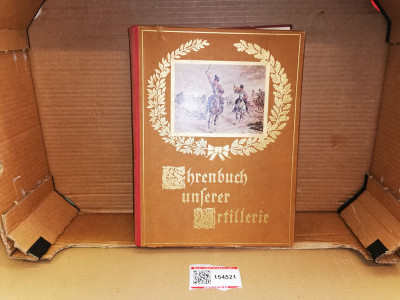 Ehrenbuch
unserer
Artillerie
154521